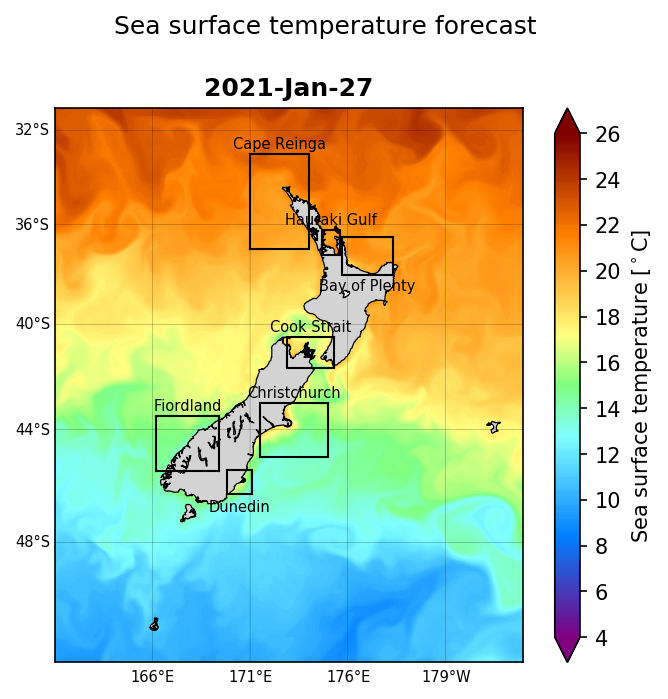 Sea surface temperature forecast
2021-Jan-27
32°S
36°S
40°S
44°S
48°S
166°E
171°E
176°E
179°W
Cape Reinga
Hauraki Gulf
Bay of Plenty
Cook Strait
Christchurch
Fiordland
Dunedin
26
24
22
20
18
16
14
12
10
8
6
4
Sea surface temperature [°C]